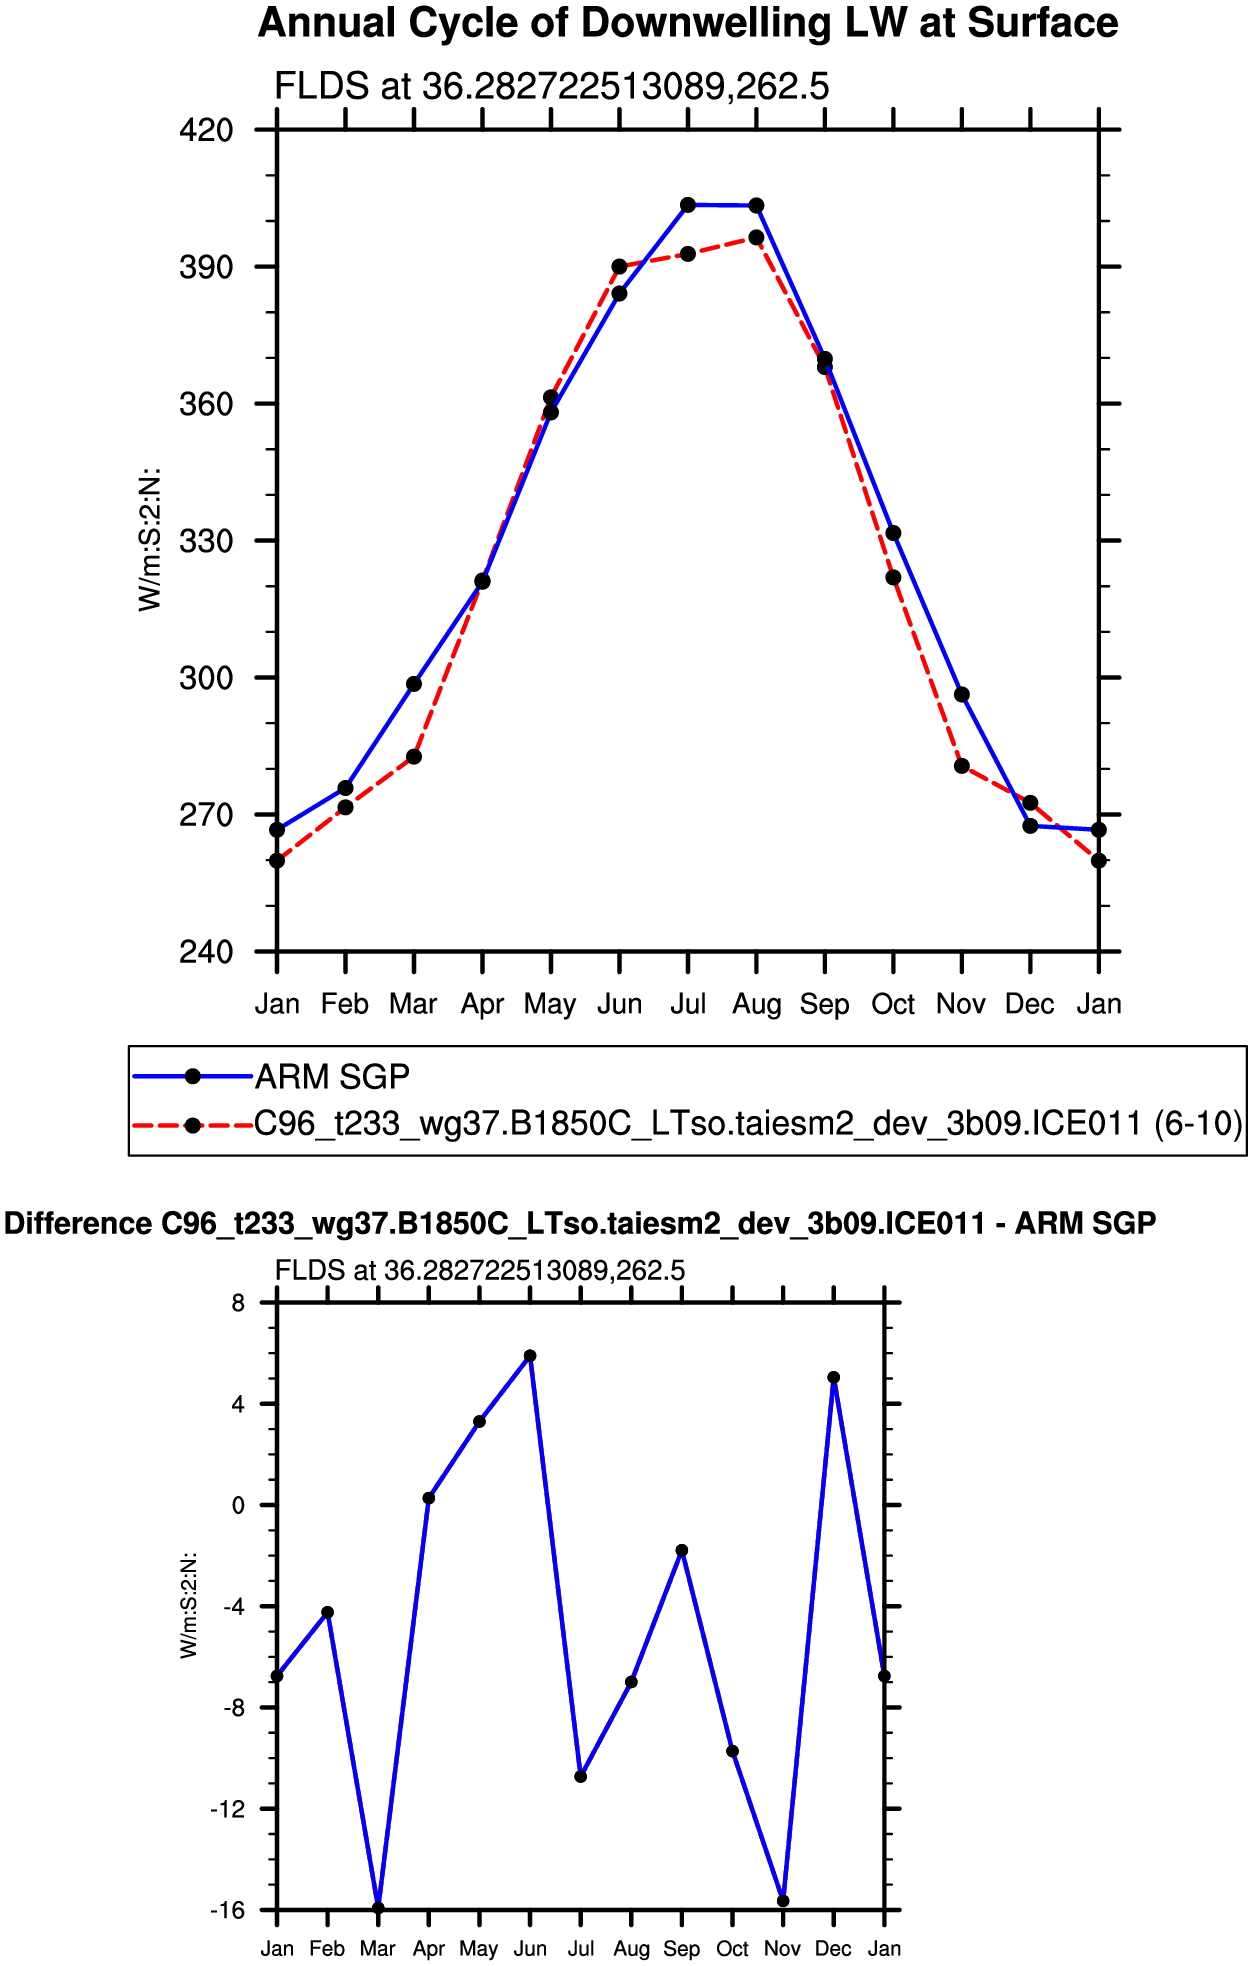 Annual Cycle of Downwelling LW at Surface
FLDS at 36.282722513089,262.5
420
390
360
330
300
270
240
W/m:S:2:N:
Jan Feb Mar Apr May Jun Jul Aug Sep Oct Nov Dec Jan
ARM SGP
C96_t233_wg37.B1850C_LTso.taiesm2_dev_3b09.ICE011 (6-10)
Difference C96_t233_wg37.B1850C_LTso.taiesm2_dev_3b09.ICE011 - ARM SGP
FLDS at 36.282722513089,262.5
8
4
0
-4
-8
-12
-16
W/m:S:2:N:
Jan Feb Mar Apr May Jun Jul Aug Sep Oct Nov Dec Jan